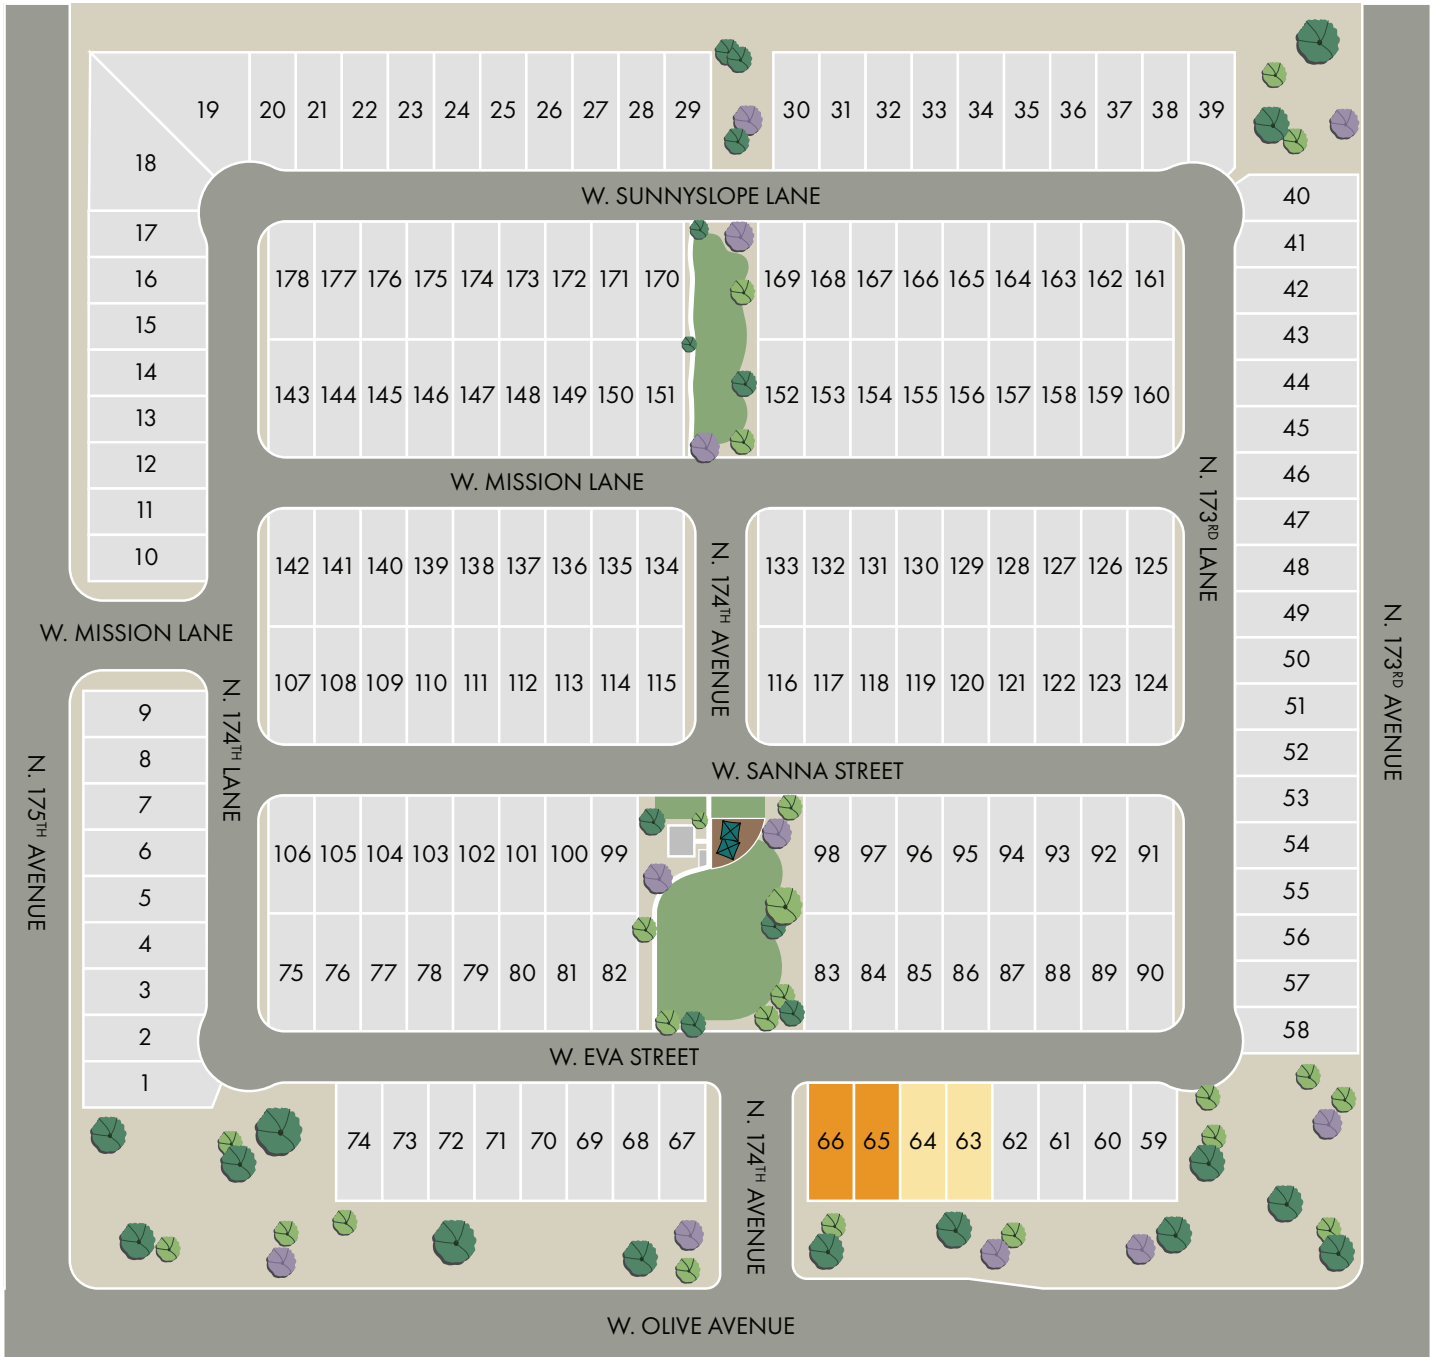 19 20 21 22 23 24 25 26 27 28 29 30 31 32 33 34 35 36 37 38 39
18
W. SUNNYSLOPE LANE
40
17
41
16
178 177 176 175 174 173 172 171 170 169 168 167 166 165 164 163 162 161
42
15
43
14
44
143 144 145 146 147 148 149 150 151 152 153 154 155 156 157 158 159 160
13
45
12
46
W. MISSION LANE
N. 173RD LANE
11
47
10
142 141 140 139 138 137 136 135 134 133 132 131 130 129 128 127 126 125
48
N. 174TH AVENUE
49
W. MISSION LANE
N. 173RD AVENUE
50
107 108 109 110 111 112 113 114 115 116 117 118 119 120 121 122 123 124
51
9
N. 174TH LANE
52
8
W. SANNA STREET
53
7
N. 175TH AVENUE
54
6
106 105 104 103 102 101 100 99 98 97 96 95 94 93 92 91
55
5
56
4
75 76 77 78 79 80 81 82 83 84 85 86 87 88 89 90
57
3
58
2
W. EVA STREET
1
74 73 72 71 70 69 68 67 66 65 64 63 62 61 60 59
N. 174TH AVENUE
W. OLIVE AVENUE